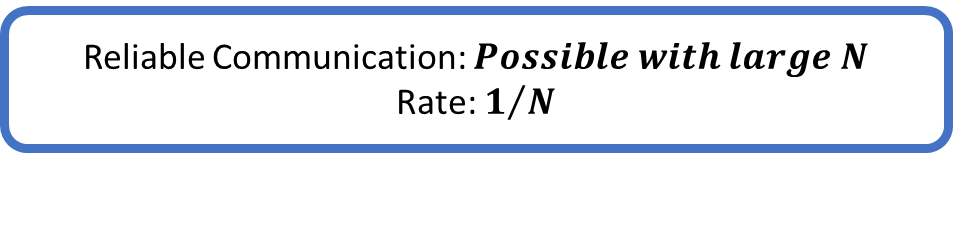 Reliable Communication: Possible with large N
Rate: 1/N